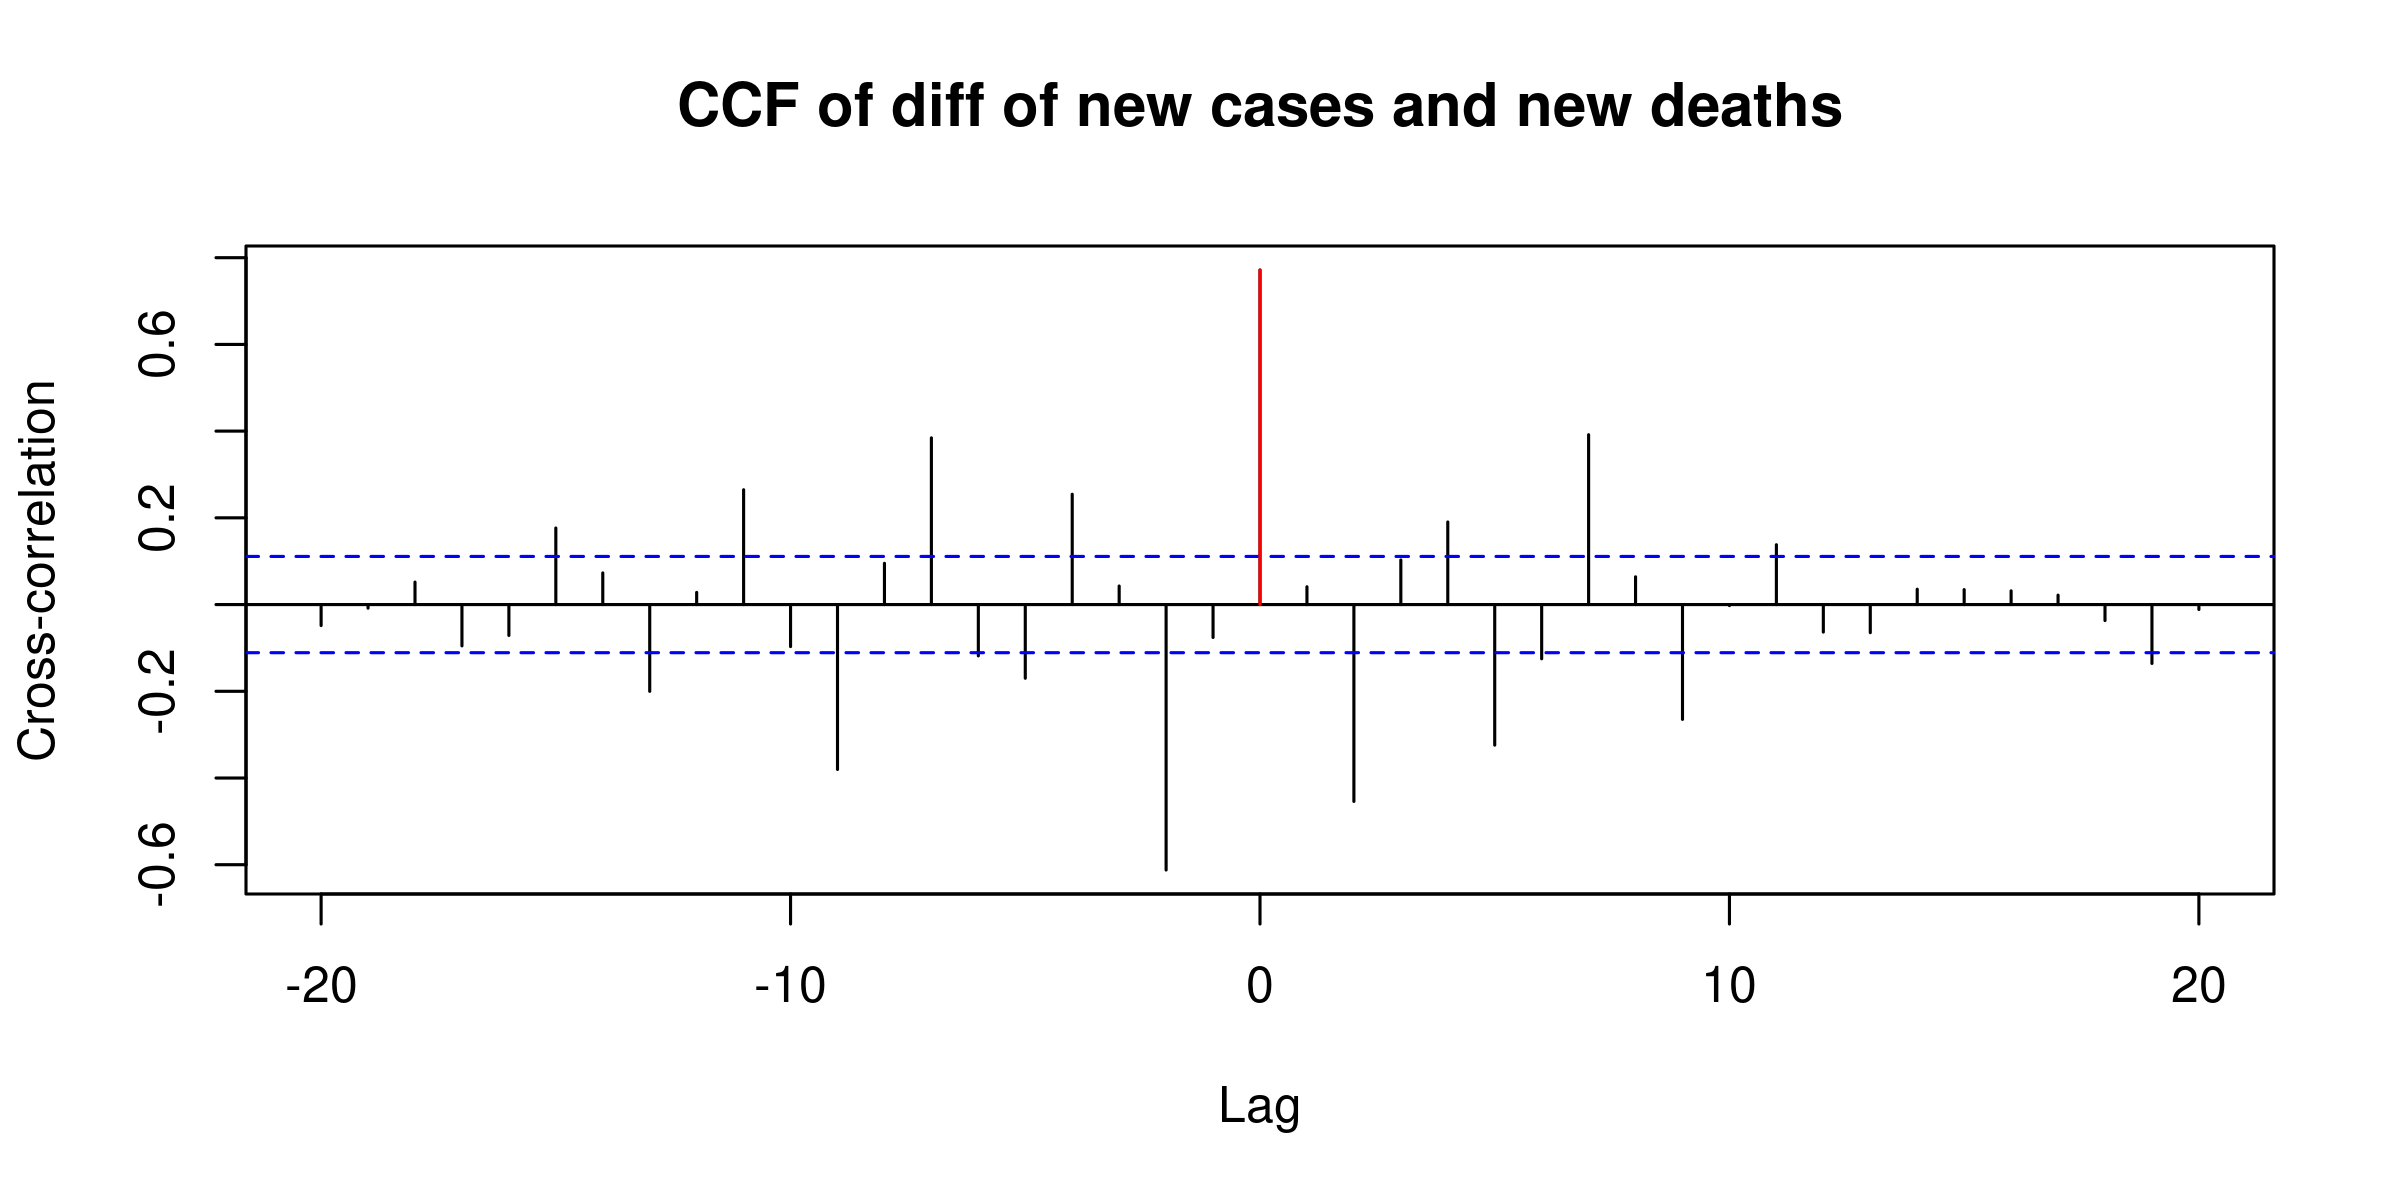 CCF of diff of new cases and new deaths
Cross-correlation
0.6
0.2
-0.2
-0.6
-20 -10 0 10 20
Lag